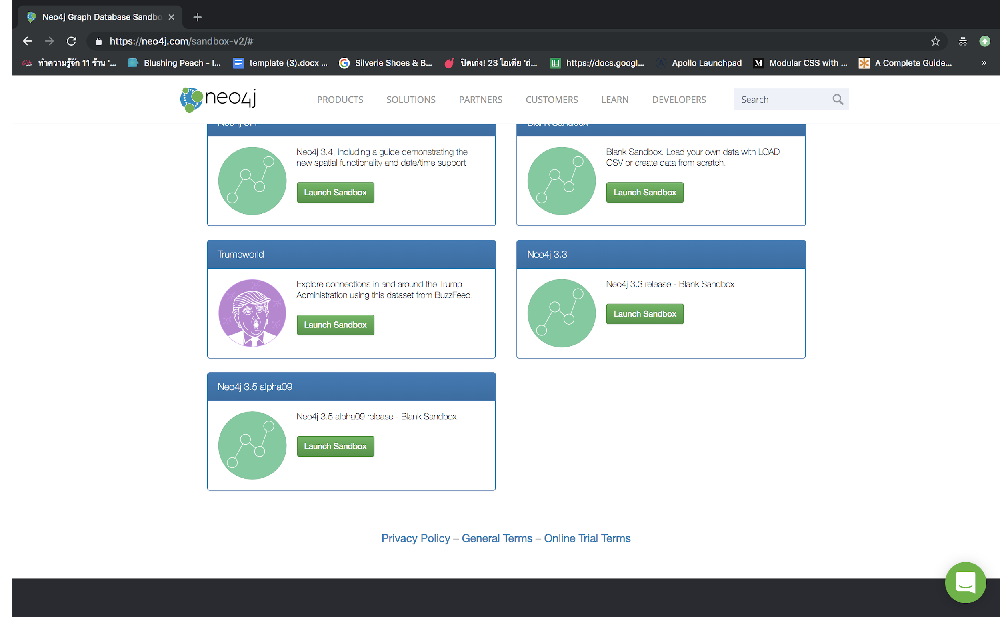 Neo4j Graph Database Sandbo
https://neo4j.com/sandbox-v2/#
ทำความรู้จัก 11 ร้าน '...
Blushing Peach - I...
template (3).docx ...
Silverie Shoes & B...
ปิดเก่ง! 23 ไอเดีย 'ถ่...
https://docs.googl...
Apollo Launchpad
Modular CSS with ...
A Complete Guide...
»
neo4j
PRODUCTS
SOLUTIONS
PARTNERS
CUSTOMERS
LEARN
DEVELOPERS
Search
Blank Sandbox
Neo4j 3.4, including a guide demonstrating the
new spatial functionality and date/time support
Launch Sandbox
Blank Sandbox. Load your own data with LOAD
CSV or create data from scratch.
Launch Sandbox
Trumpworld
Explore connections in and around the Trump
Administration using this dataset from BuzzFeed.
Launch Sandbox
Neo4j 3.3
Neo4j 3.3 release - Blank Sandbox
Launch Sandbox
Neo4j 3.5 alpha09
Neo4j 3.5 alpha09 release - Blank Sandbox
Launch Sandbox
Privacy Policy – General Terms – Online Trial Terms